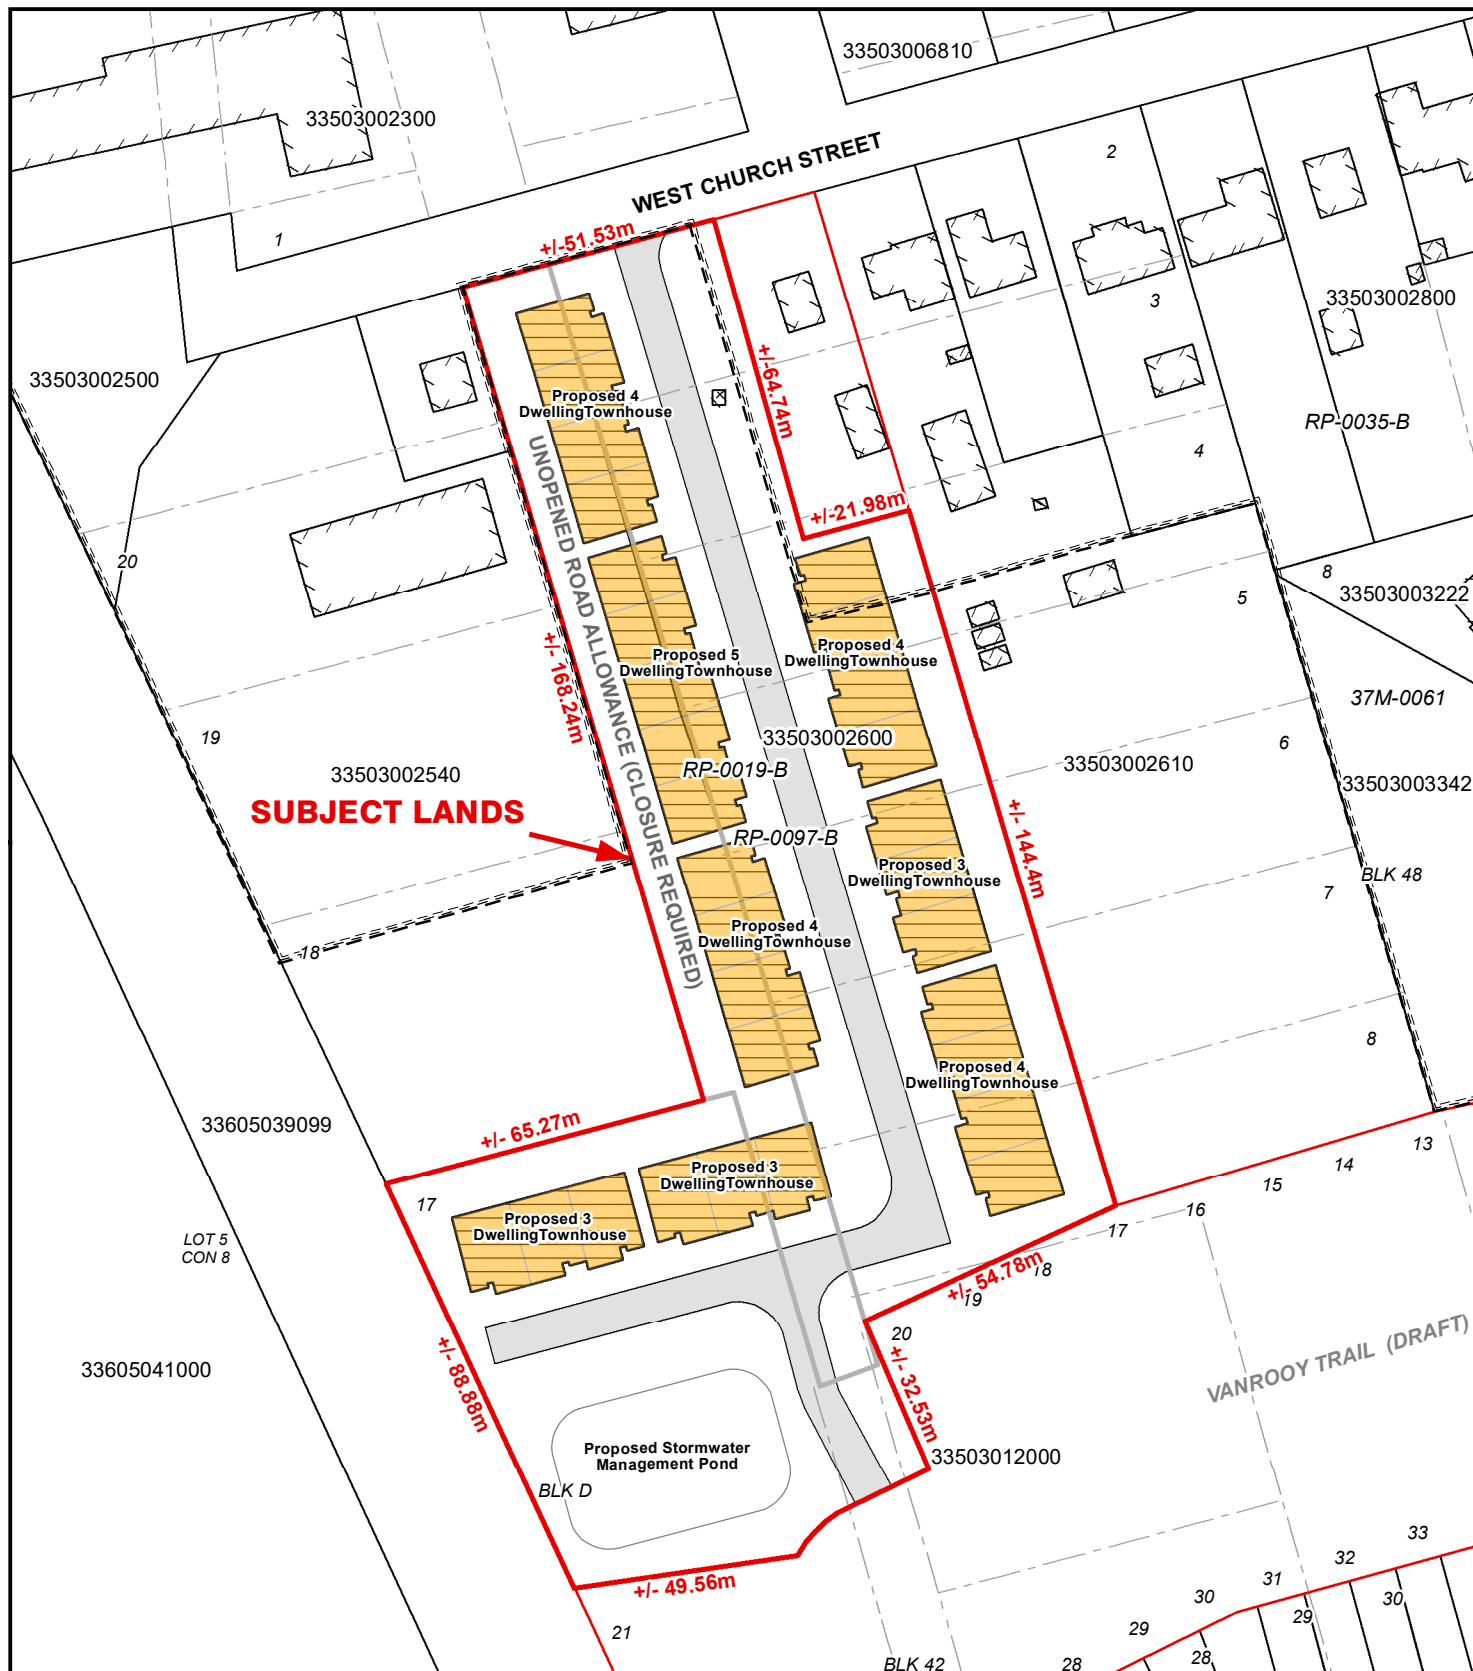 33503006810
33503002300
WEST CHURCH STREET
2
1
+/-51.53m
3
33503002800
33503002500
+/-64.74m
Proposed 4
DwellingTownhouse
RP-0035-B
4
UNOPENED ROAD ALLOWANCE (CLOSURE REQUIRED)
+/-21.98m
20
8
33503003222
5
Proposed 5
DwellingTownhouse
Proposed 4
DwellingTownhouse
+/- 168.24m
37M-0061
19
33503002600
6
33503002540
RP-0019-B
33503002610
33503003342
SUBJECT LANDS
RP-0097-B
+/- 144.4m
Proposed 3
DwellingTownhouse
BLK 48
7
Proposed 4
DwellingTownhouse
18
8
Proposed 4
DwellingTownhouse
33605039099
+/- 65.27m
13
14
Proposed 3
DwellingTownhouse
15
17
16
Proposed 3
DwellingTownhouse
17
LOT 5
CON 8
18
+/- 54.78m
19
20
VANROOY TRAIL (DRAFT)
33605041000
+/- 88.88m
+/- 32.53m
Proposed Stormwater
Management Pond
33503012000
BLK D
33
32
+/- 49.56m
31
30
30
29
29
21
28
BLK 42
28